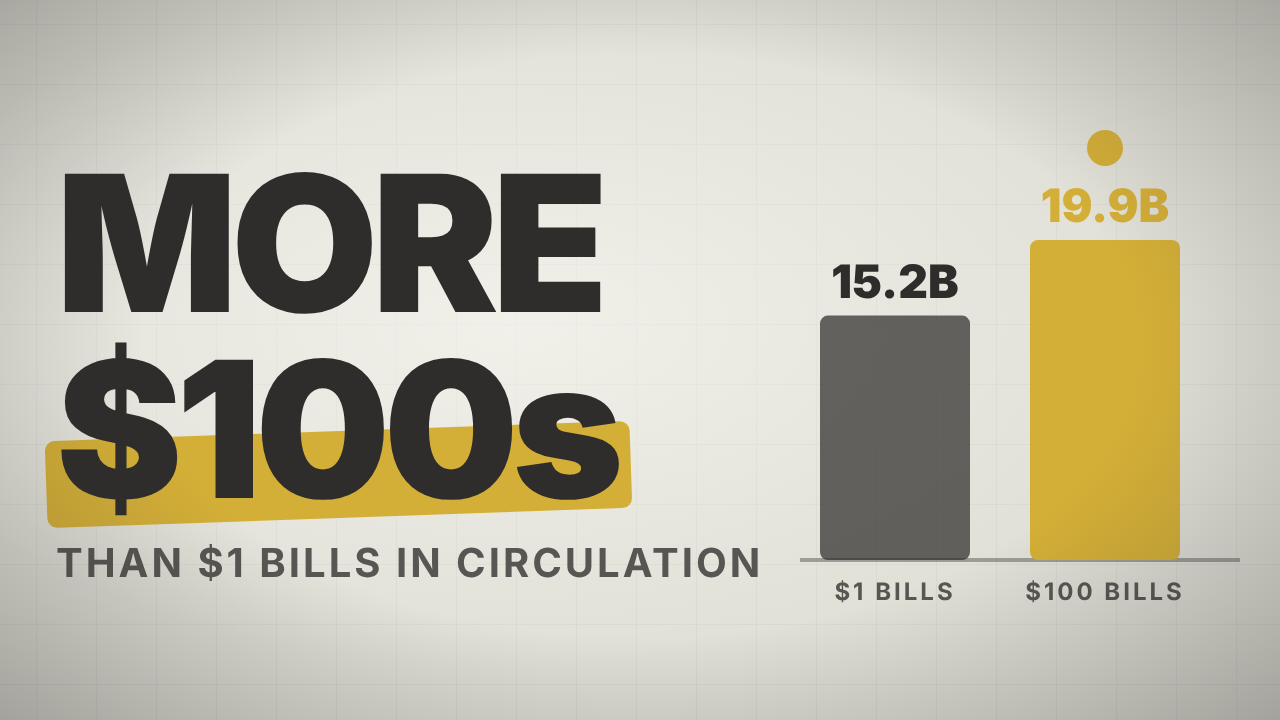 MORE
$100s
THAN $1 BILLS IN CIRCULATION
15.2B
19.9B
$1 BILLS
$100 BILLS